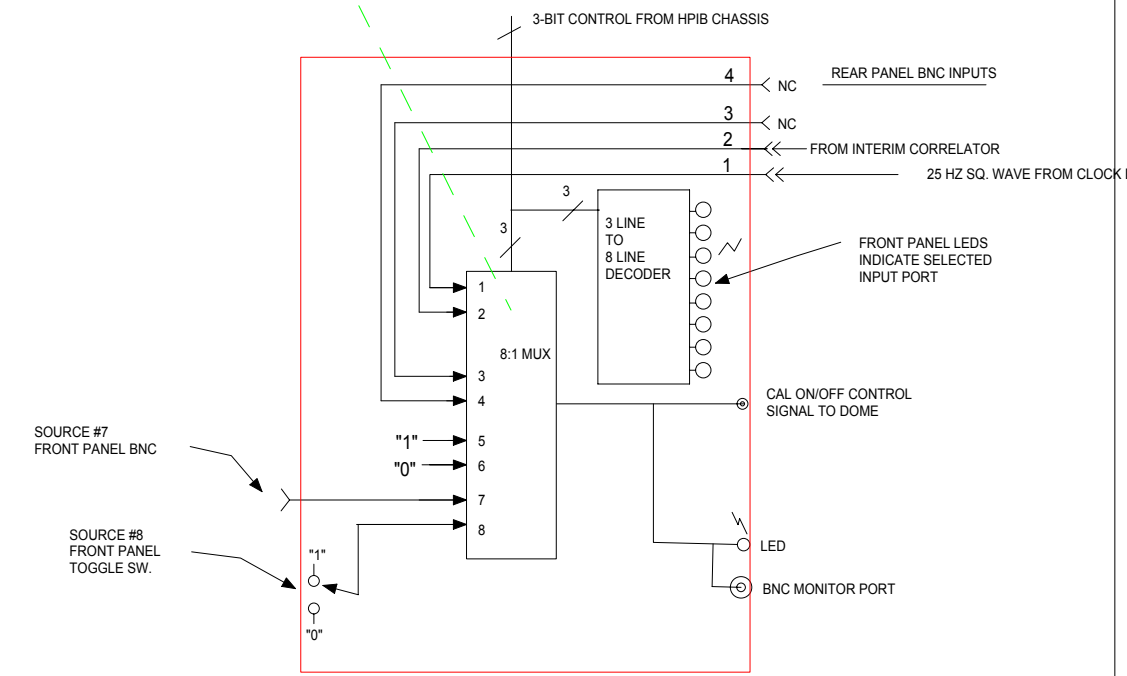 3-BIT CONTROL FROM HPIB CHASSIS
4
NC
REAR PANEL BNC INPUTS
3
NC
2
FROM INTERIM CORRELATOR
1
25 HZ SQ. WAVE FROM CLOCK
3
3
3 LINE
TO
8 LINE
DECODER
FRONT PANEL LEDS
INDICATE SELECTED
INPUT PORT
1
2
8:1 MUX
3
4
CAL ON/OFF CONTROL
SIGNAL TO DOME
"1"
5
"0"
6
SOURCE #7
FRONT PANEL BNC
7
8
SOURCE #8
FRONT PANEL
TOGGLE SW.
"1"
"0"
LED
BNC MONITOR PORT